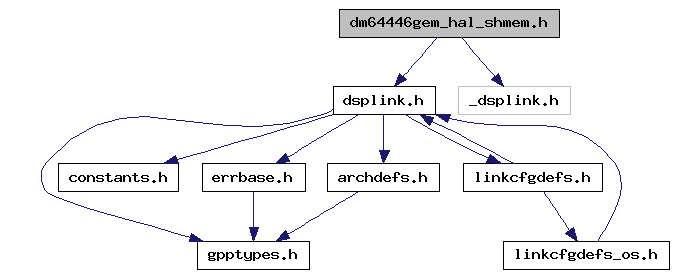 dm64446gem_hal_shmem.h
dsplink.h
_dsplink.h
constants.h
errbase.h
archdefs.h
linkcfgdefs.h
gpptypes.h
linkcfgdefs_os.h